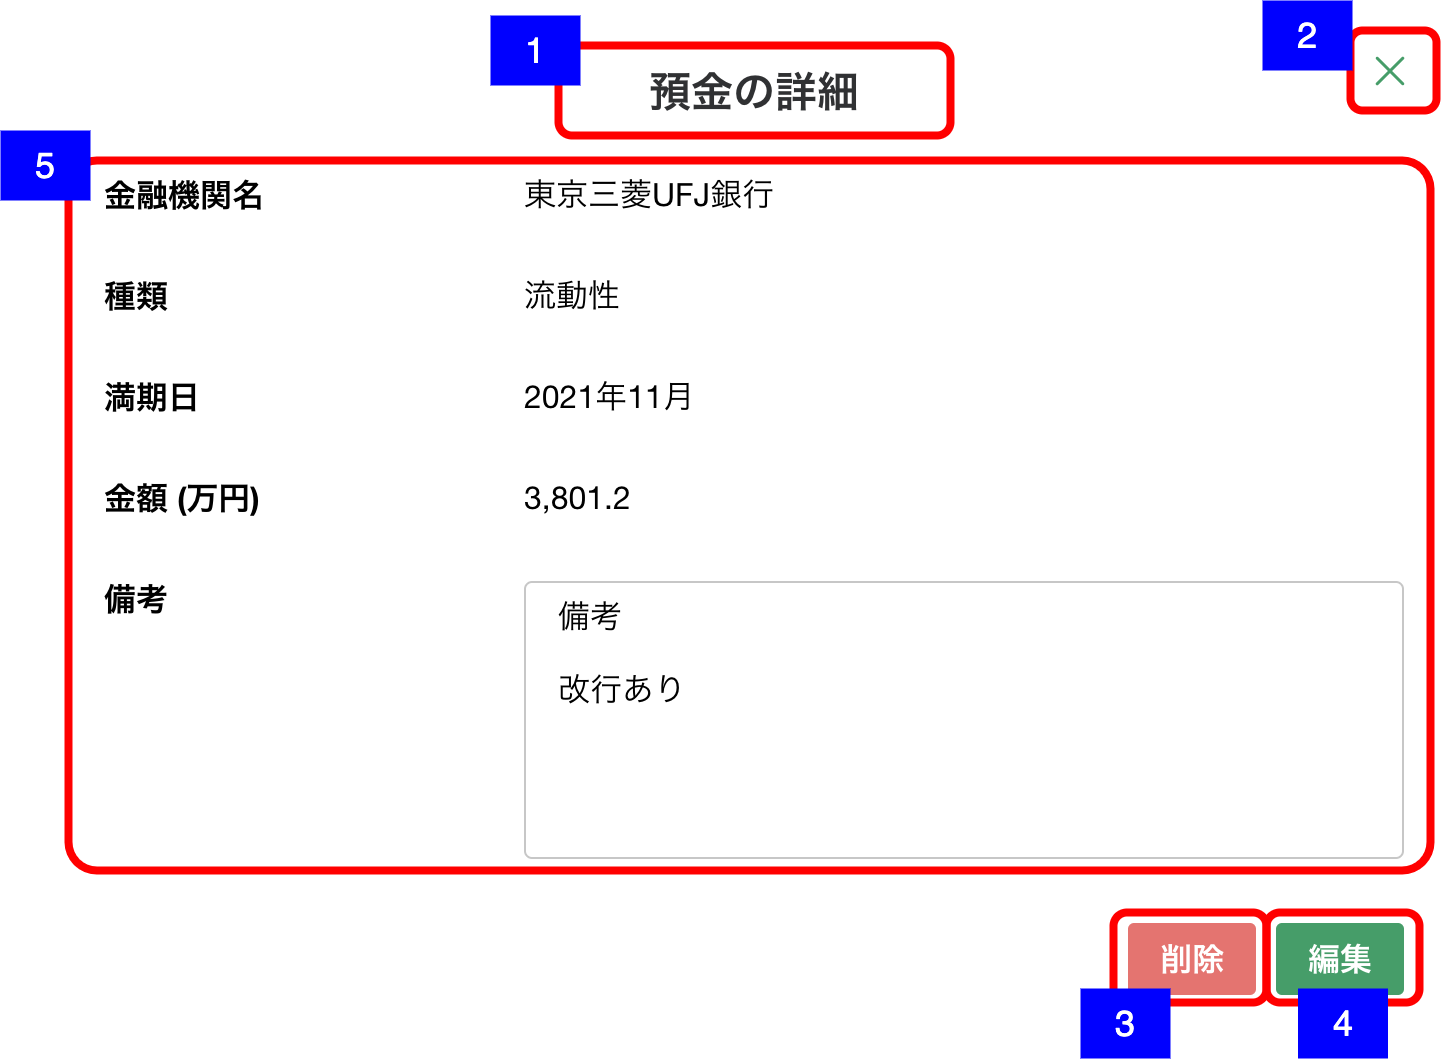 1
預金の詳細
2
5
金融機関名 東京三菱UFJ銀行
種類 流動性
満期日 2021年11月
金額 (万円) 3,801.2
備考 備考
改行あり
削除 編集
3 4